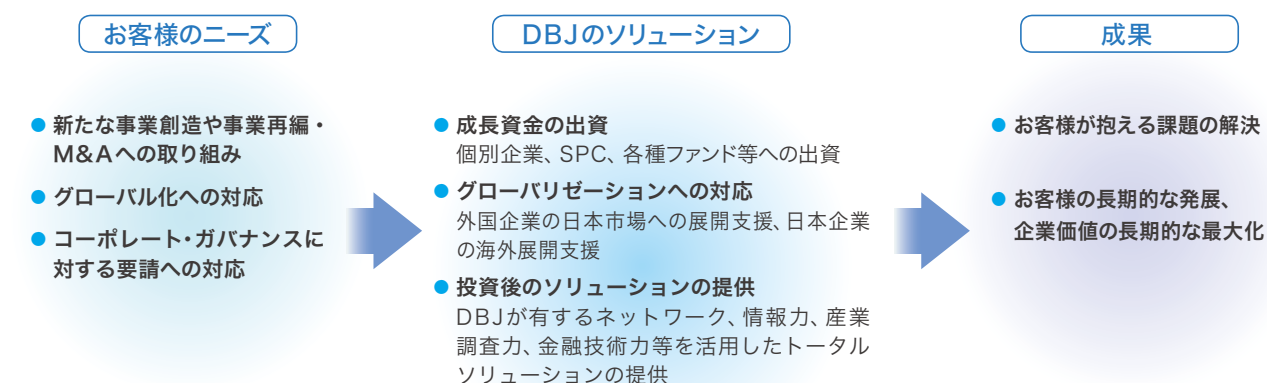 お客様のニーズ
● 新たな事業創造や事業再編・
M&Aへの取り組み
● グローバル化への対応
● コーポレート・ガバナンスに
対する要請への対応
DBJのソリューション
● 成長資金の出資
個別企業、SPC、各種ファンド等への出資
● グローバリゼーションへの対応
外国企業の日本市場への展開支援、日本企業
の海外展開支援
● 投資後のソリューションの提供
DBJが有するネットワーク、情報力、産業
調査力、金融技術力等を活用したトータル
ソリューションの提供
成果
● お客様が抱える課題の解決
● お客様の長期的な発展、
企業価値の長期的な最大化